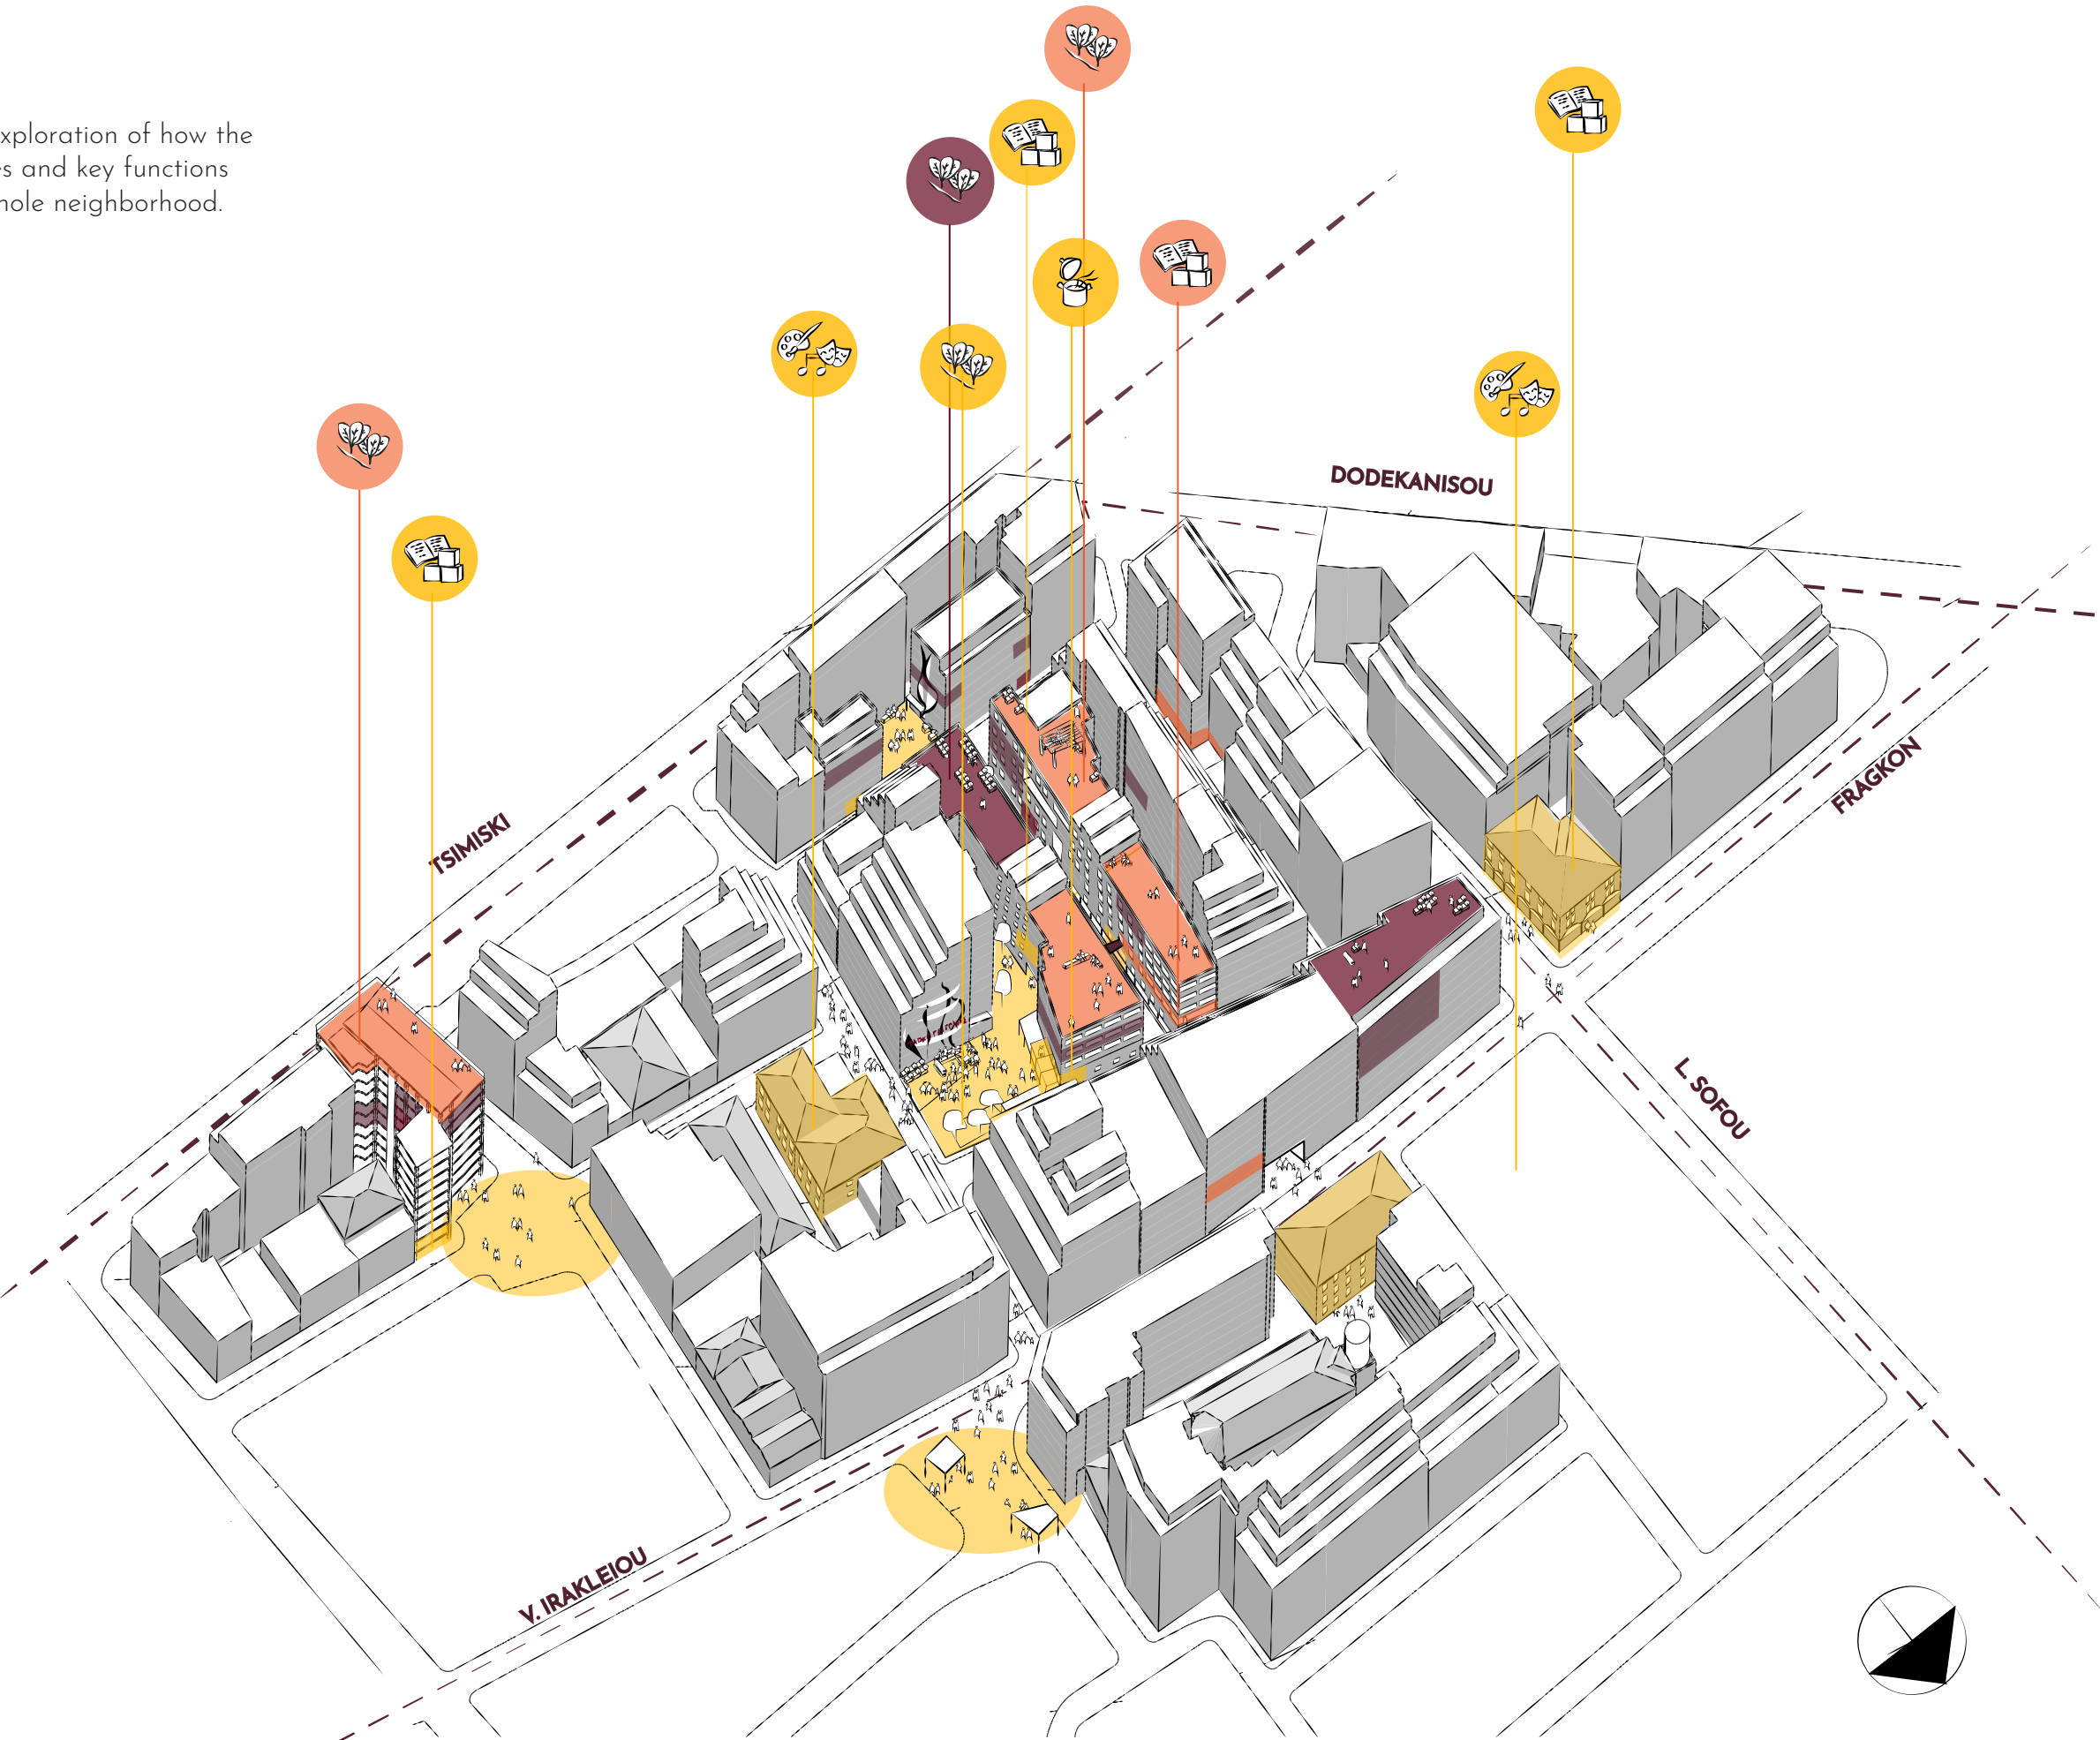 xploration of how the
s and key functions
hole neighborhood.
DODEKANISOU
TSIMISKI
FRAGKON
L. SOFOU
V. IRAKLEIOU